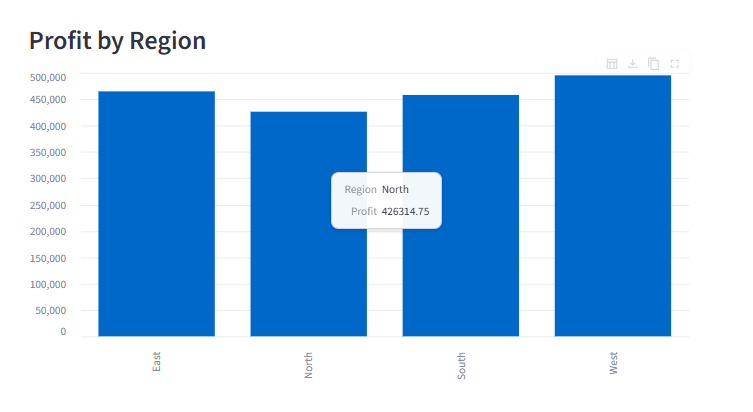 Profit by Region
500,000
450,000
400,000
350,000
300,000
250,000
200,000
150,000
100,000
50,000
0
Region North
Profit 426314.75
East
North
South
West